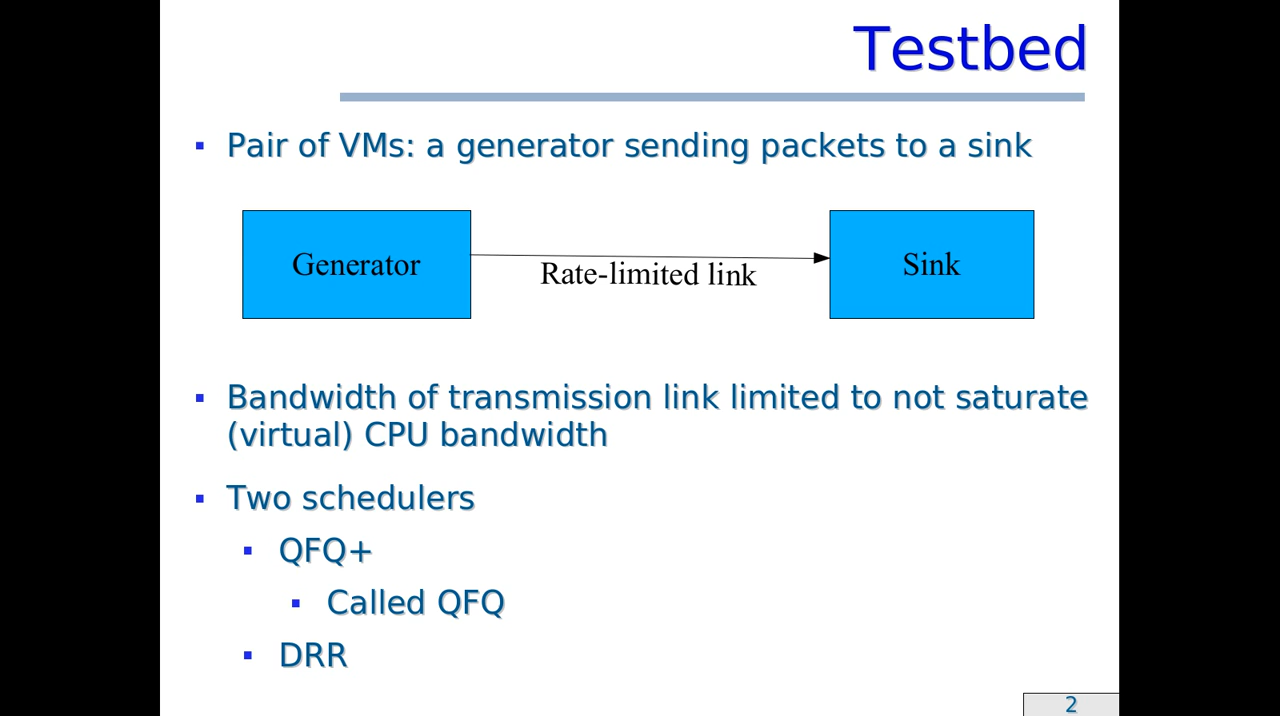 Testbed
Pair of VMs: a generator sending packets to a sink
Generator
Rate-limited link
Sink
Bandwidth of transmission link limited to not saturate
(virtual) CPU bandwidth
Two schedulers
QFQ+
Called QFQ
DRR
2